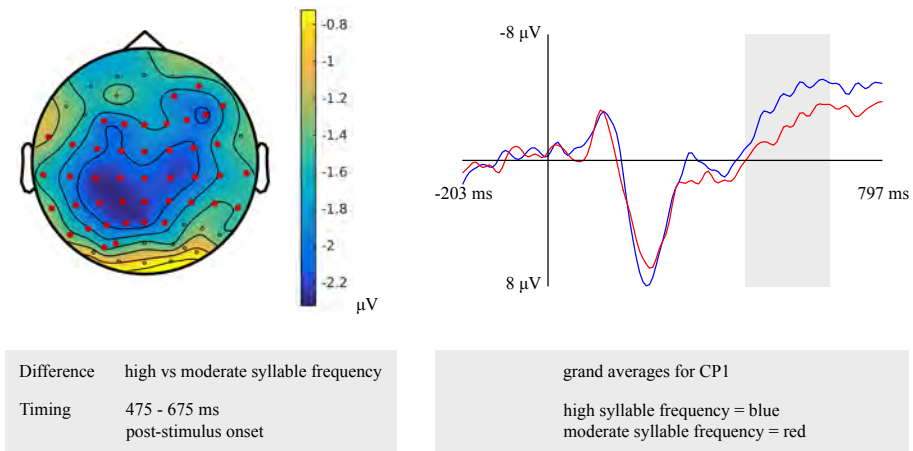 -0.8
-1
-1.2
-1.4
-1.6
-1.8
-2
-2.2
μV
-8 μV
-203 ms
797 ms
8 μV
Difference high vs moderate syllable frequency
Timing 475 - 675 ms
post-stimulus onset
grand averages for CP1
high syllable frequency = blue
moderate syllable frequency = red